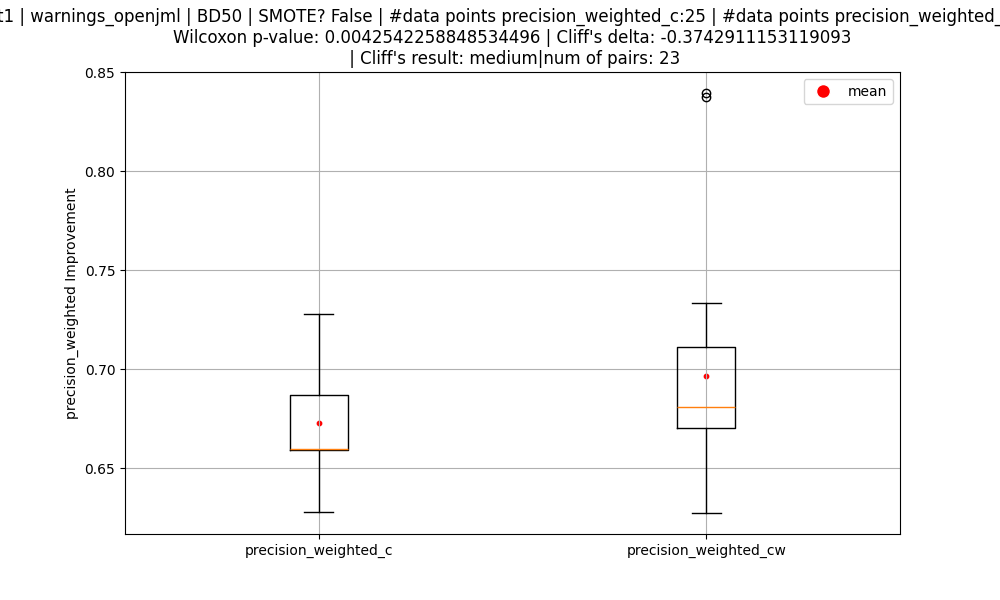 t1 | warnings_openjml | BD50 | SMOTE? False | #data points precision_weighted_c:25 | #data points precision_weighted_
Wilcoxon p-value: 0.0042542258848534496 | Cliff's delta: -0.3742911153119093
| Cliff's result: medium|num of pairs: 23
0.85
mean
0.80
0.75
0.70
0.65
precision_weighted Improvement
precision_weighted_c
precision_weighted_cw